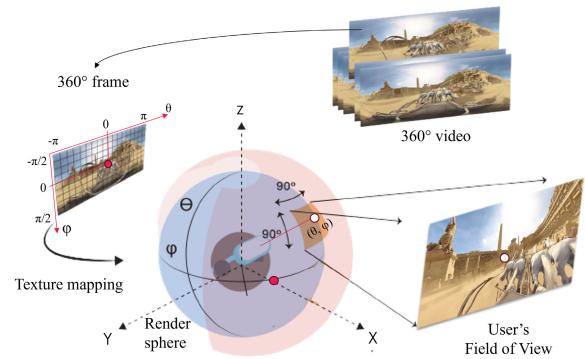 360° frame
360° video
0
π
θ
-π
-π/2
0
π/2
φ
Texture mapping
Z
Θ
φ
90°
90°
(θ, φ)
Y
X
Render
sphere
User's
Field of View